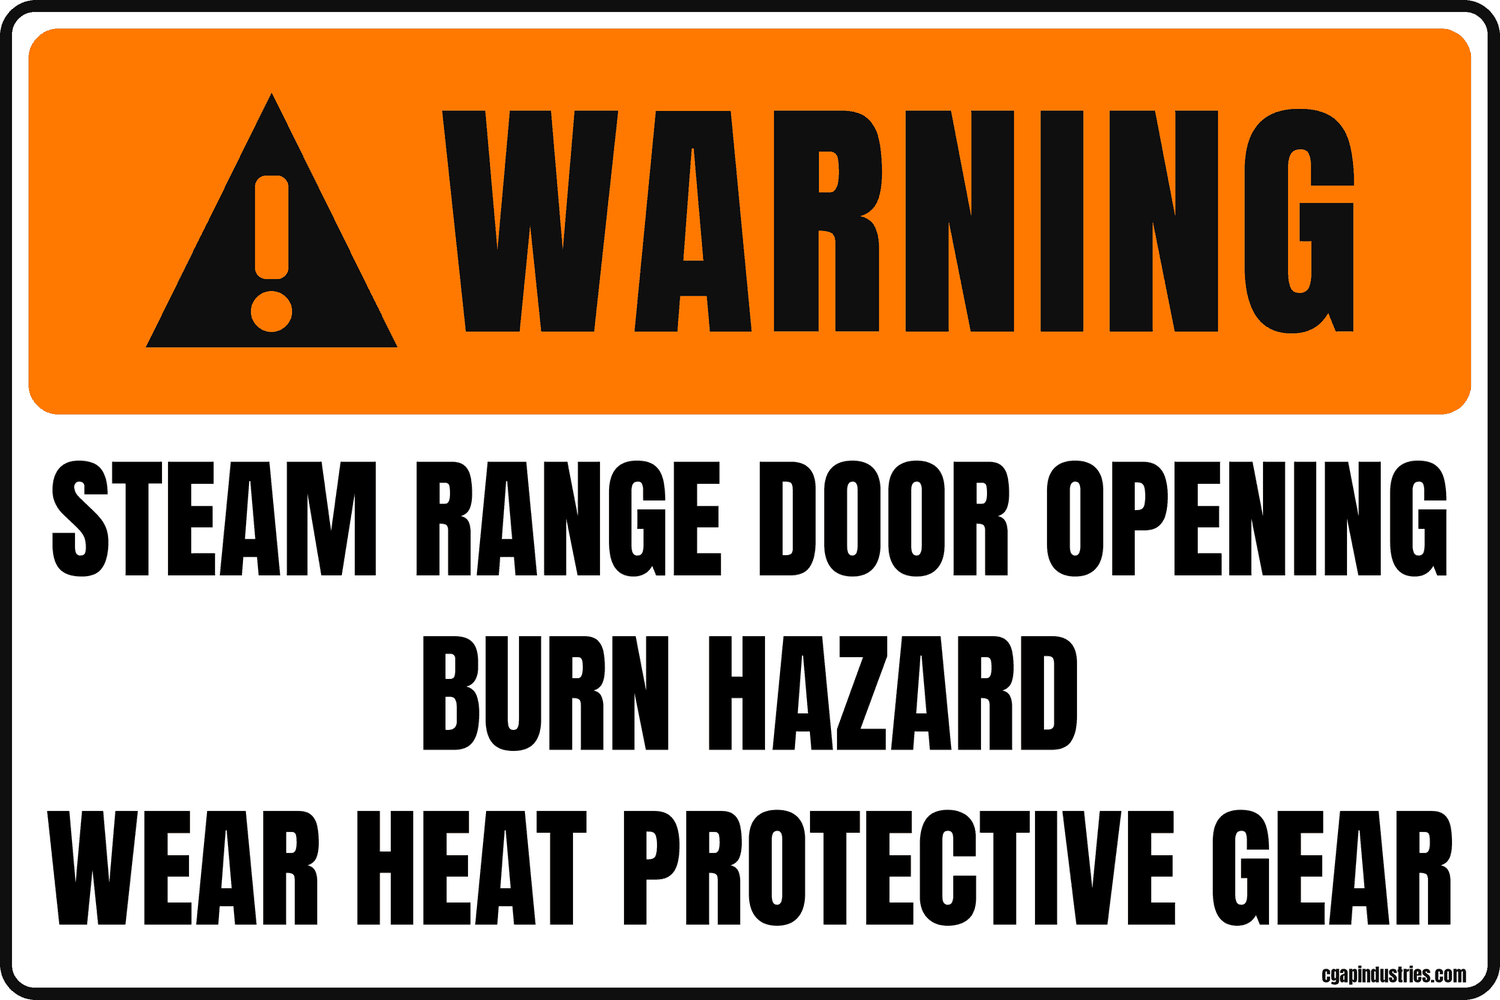 WARNING
STEAM RANGE DOOR OPENING
BURN HAZARD
WEAR HEAT PROTECTIVE GEAR
cgapindustries.com